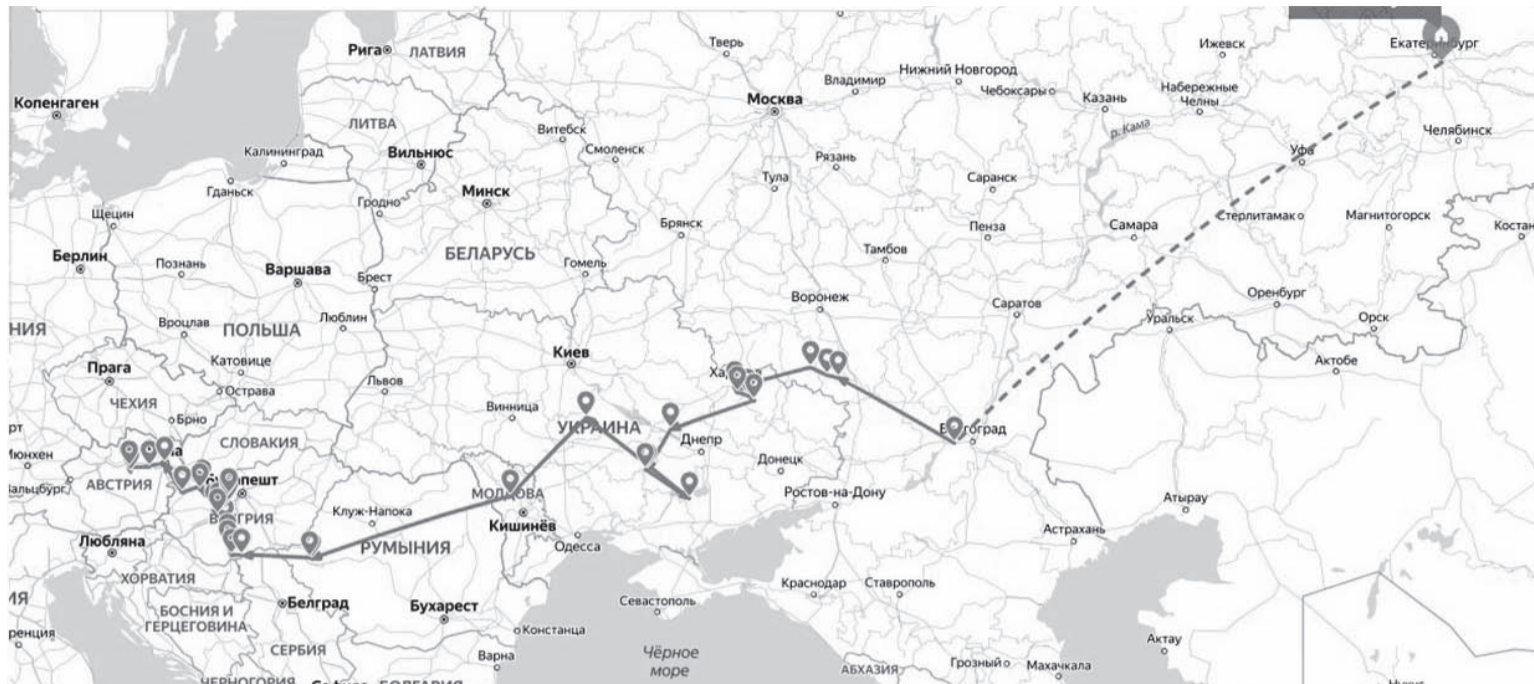 Рига
ЛАТВИЯ
Тверь
Ижевск
Екатеринбург
Копенгаген
Москва
Владимир
Нижний Новгород
Чебоксары
Казань
Набережные
Челны
р. Кама
Челябинск
ЛИТВА
Калининград
Вильнюс
Витебск
Смоленск
Рязань
Уфа
Гданьск
Гродно
Минск
Тула
Саранск
Щецин
Брянск
Пенза
Самара
Стерлитамак
Магнитогорск
Костан
Берлин
Познань
Варшава
Брест
БЕЛАРУСЬ
Гомель
Тамбов
НИЯ
Вроцлав
ПОЛЬША
Люблин
Воронеж
Саратов
Уральск
Оренбург
Орск
Прага
Катовице
Киев
Актобе
Острава
Львов
ЧЕХИЯ
Брно
Винница
СЛОВАКИЯ
УКРАИНА
Днепр
АВСТРИЯ
Донецк
МОЛДОВА
Ростов-на-Дону
Атырау
Клуж-Напока
Кишинёв
Астрахань
Любляна
РУМЫНИЯ
Одесса
ХОРВАТИЯ
Краснодар
Ставрополь
БОСНИЯ И
ГЕРЦЕГОВИНА
Белград
Бухарест
Севастополь
Констанца
СЕРБИЯ
Варна
Чёрное
море
АБХАЗИЯ
Грозный
Махачкала
Актау